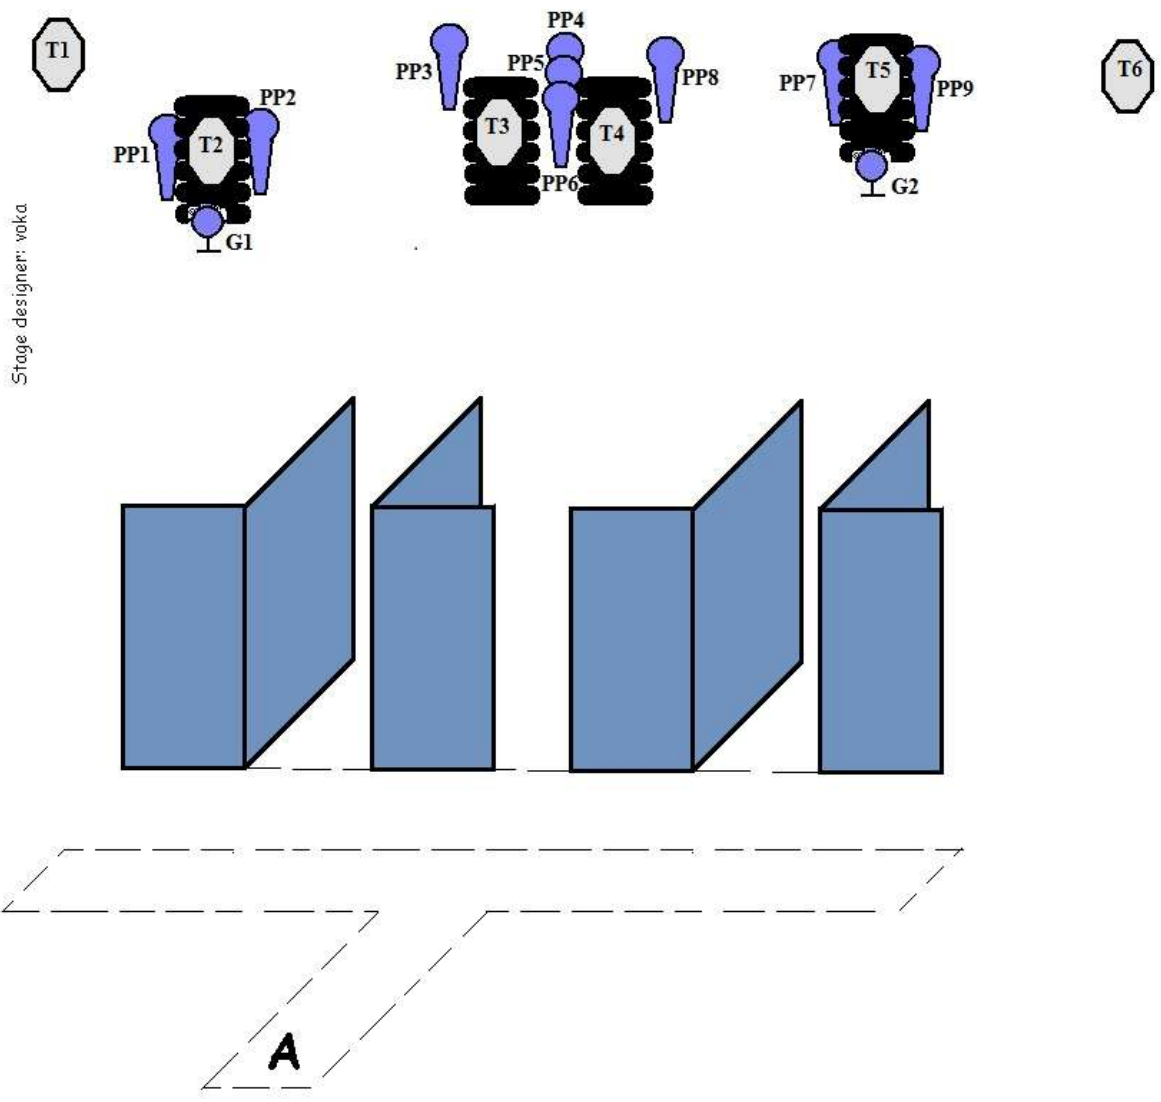 T1
PP4
T6
PP3
PP5
PP8
PP7
T5
PP9
PP2
T3
T4
PP1
T2
PP6
G2
G1
Stage designer: voka
A